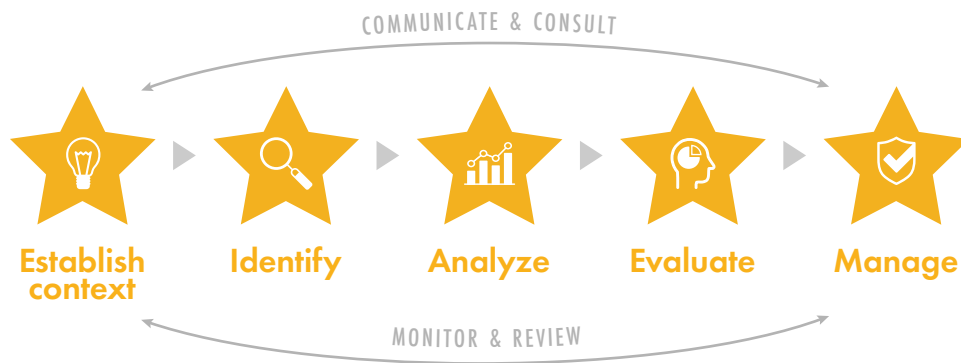 COMMUNICATE & CONSULT
Establish
context
Identify
Analyze
Evaluate
Manage
MONITOR & REVIEW